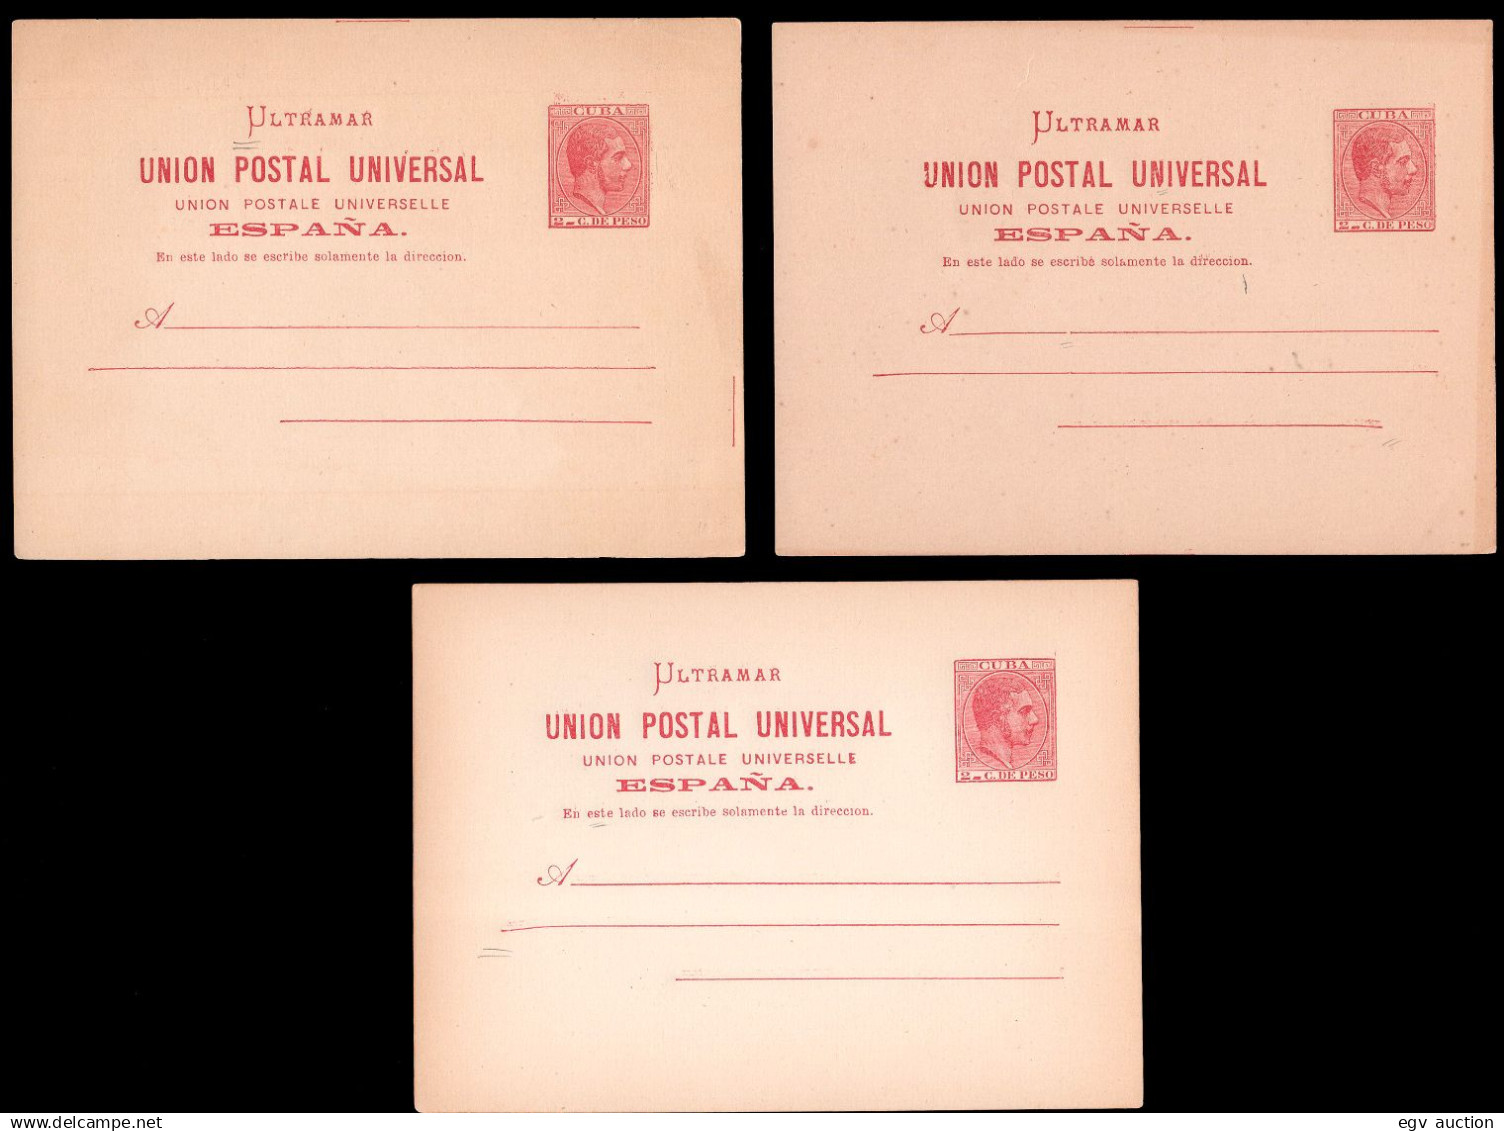 ULTRAMAR
UNION POSTAL UNIVERSAL
UNION POSTALE UNIVERSELLE
ESPAÑA.
En este lado se escribe solamente la direccion.
A
CUBA
2 C. DE PESO
ULTRAMAR
UNION POSTAL UNIVERSAL
UNION POSTALE UNIVERSELLE
ESPAÑA.
En este lado se escribe solamente la direccion.
A
CUBA
2 C. DE PESO
ULTRAMAR
UNION POSTAL UNIVERSAL
UNION POSTALE UNIVERSELLE
ESPAÑA.
En este lado se escribe solamente la direccion.
A
CUBA
2 C. DE PESO
egv auction